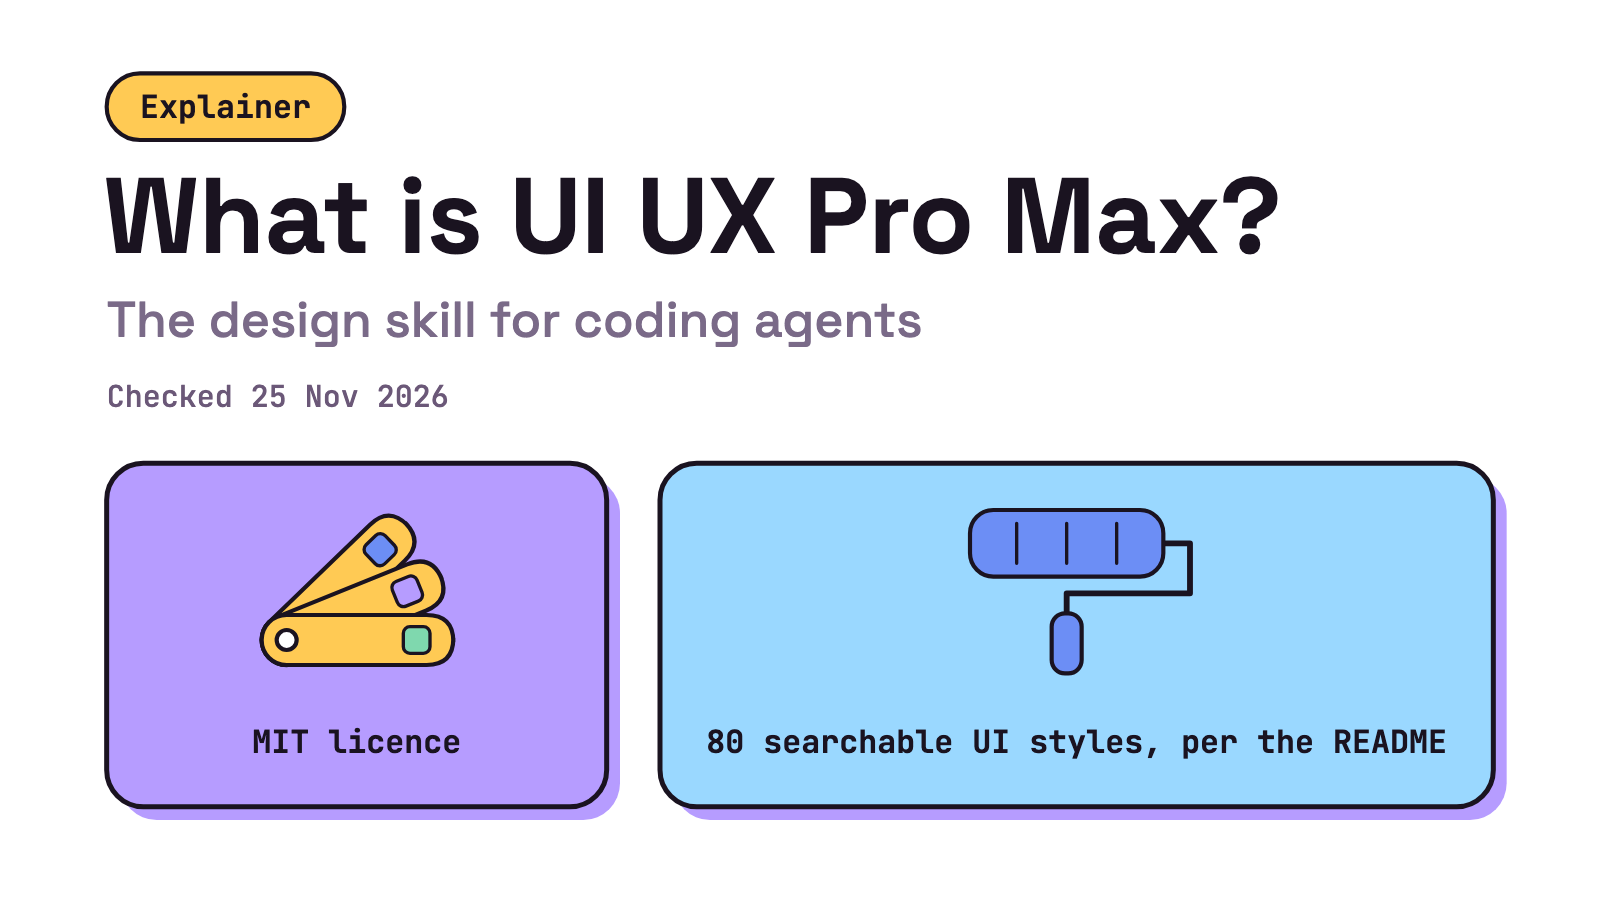 Explainer
What is UI UX Pro Max?
The design skill for coding agents
Checked 25 Nov 2026
MIT licence
80 searchable UI styles, per the README